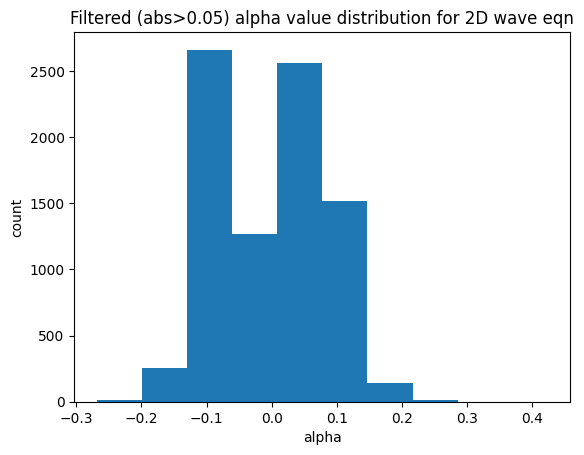 Filtered (abs>0.05) alpha value distribution for 2D wave eqn
2500
2000
1500
1000
500
0
count
−0.3 −0.2 −0.1 0.0 0.1 0.2 0.3 0.4
alpha